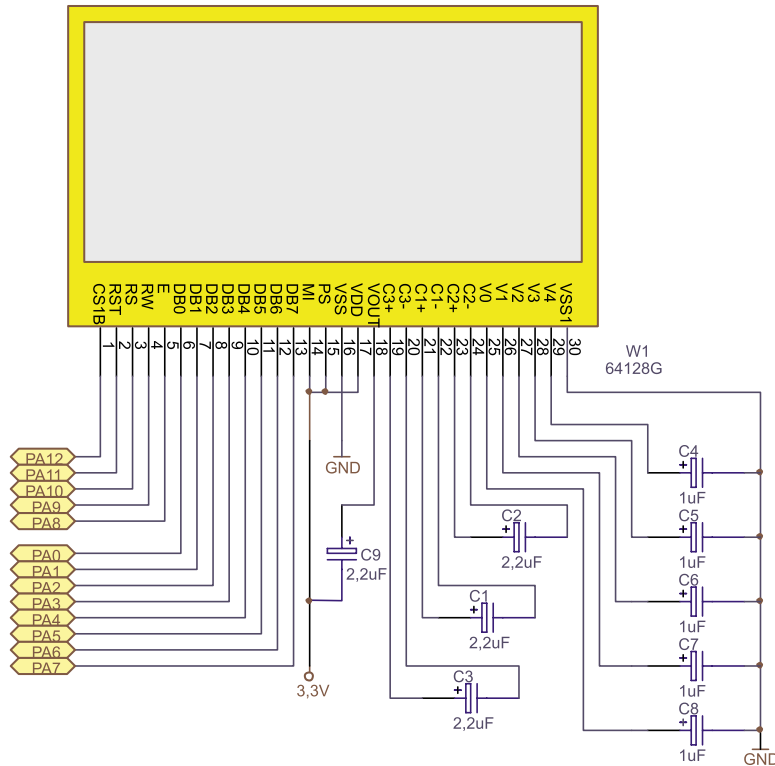 CS1B
RST
RS
RW
E
DB0
DB1
DB2
DB3
DB4
DB5
DB6
DB7
MI
PS
VSS
VDD
VOUT
C3+
C3-
C1+
C1-
C2+
C2-
V0
V1
V2
V3
V4
VSS1
1
2
3
4
5
6
7
8
9
10
11
12
13
14
15
16
17
18
19
20
21
22
23
24
25
26
27
28
29
30
W1
64128G
PA12
PA11
PA10
PA9
PA8
PA0
PA1
PA2
PA3
PA4
PA5
PA6
PA7
GND
+
C9
2,2uF
3,3V
C2
+
2,2uF
C1
+
2,2uF
C3
+
2,2uF
C4
+
1uF
C5
+
1uF
C6
+
1uF
C7
+
1uF
C8
+
1uF
GND